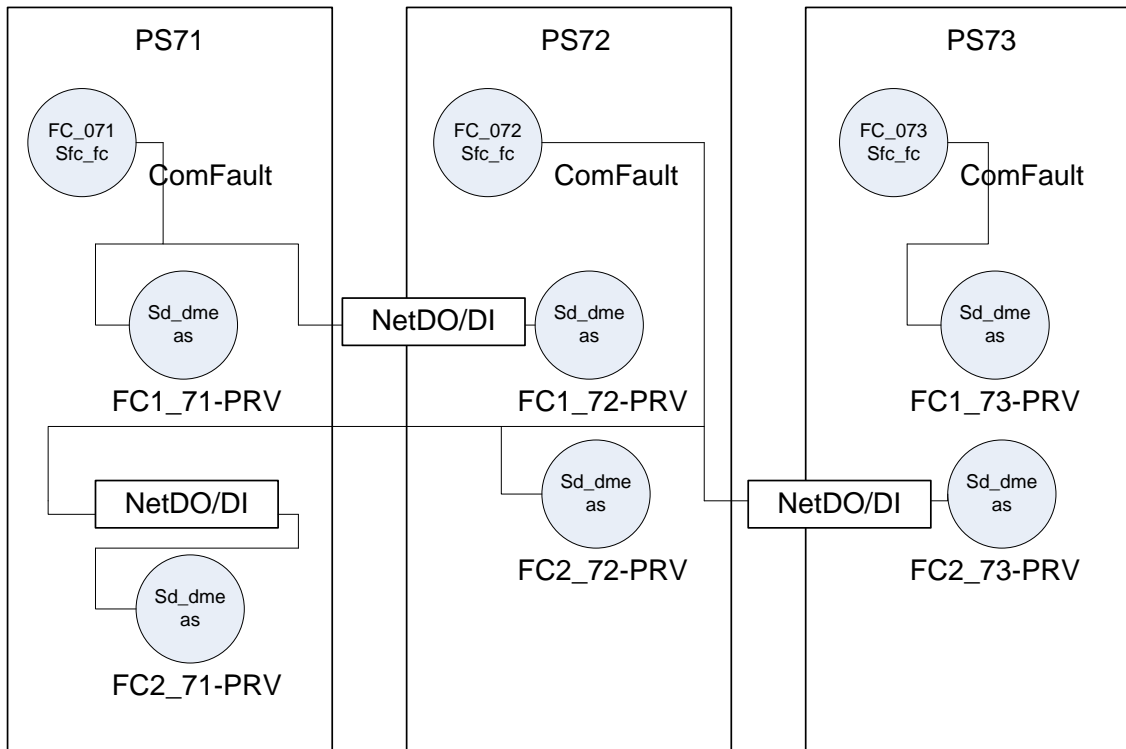 PS71
FC_071
Sfc_fc
ComFault
Sd_dme
as
FC1_71-PRV
NetDO/DI
Sd_dme
as
FC2_71-PRV
PS72
FC_072
Sfc_fc
ComFault
NetDO/DI
Sd_dme
as
FC1_72-PRV
Sd_dme
as
FC2_72-PRV
PS73
FC_073
Sfc_fc
ComFault
Sd_dme
as
FC1_73-PRV
NetDO/DI
Sd_dme
as
FC2_73-PRV